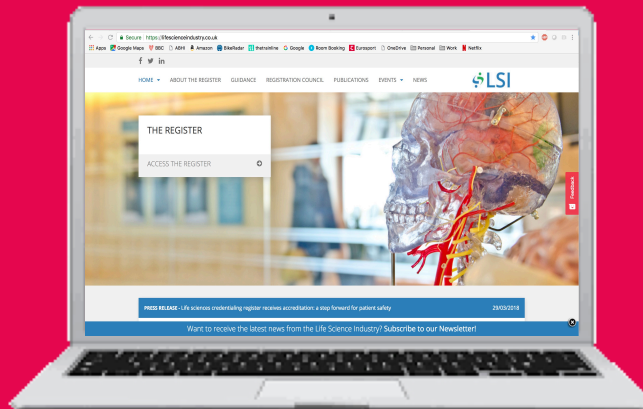 Secure https://lifescienceindustry.co.uk
Apps Google Maps BBC ABHI Amazon BikeRadar thetrainline Google Room Booking Eurosport OneDrive Personal Work Netflix
HOME ABOUT THE REGISTER GUIDANCE REGISTRATION COUNCIL PUBLICATIONS EVENTS NEWS
LSI
THE REGISTER
ACCESS THE REGISTER
Feedback
PRESS RELEASE - Life sciences credentialing register receives accreditation: a step forward for patient safety 29/03/2018
Want to receive the latest news from the Life Science Industry? Subscribe to our Newsletter!